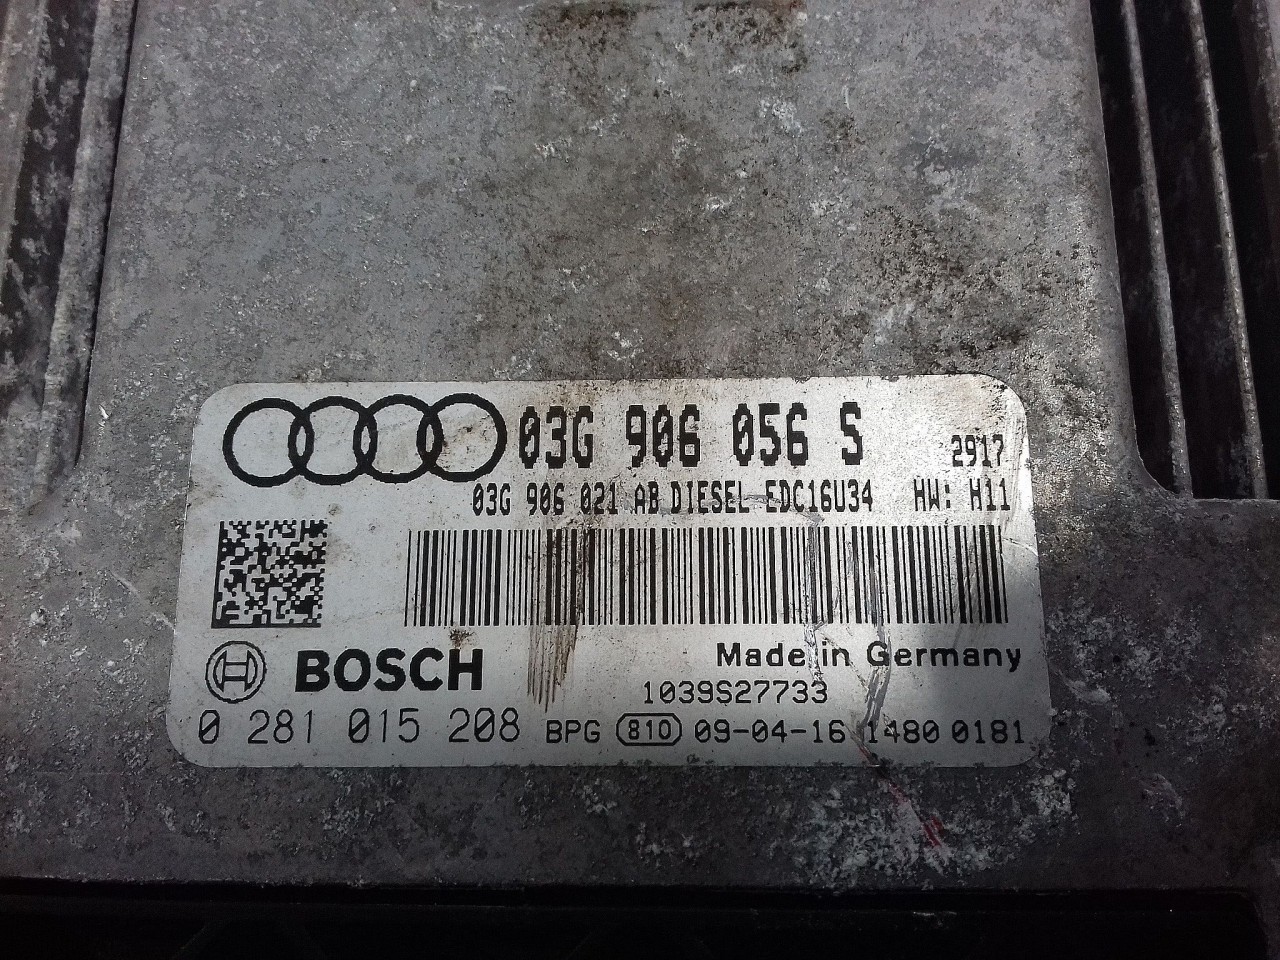 03G 906 056 S 2917
03G 906 021 AB DIESEL EDC16U34 HW: H11
BOSCH Made in Germany
1039S27733
0 281 015 208 BPG 810 09-04-16 1480 0181